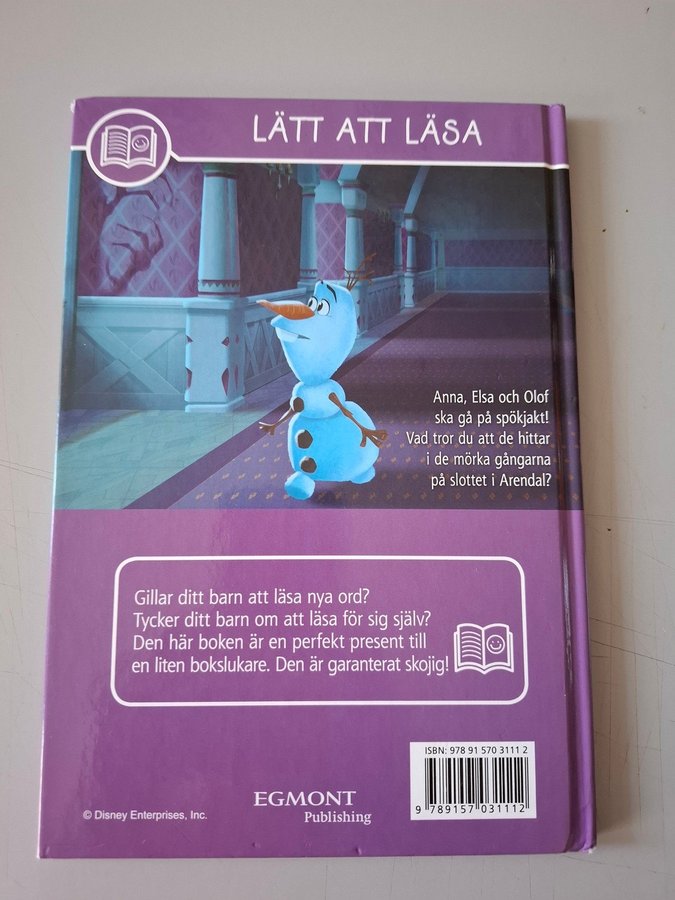 LÄTT ATT LÄSA
Anna, Elsa och Olof
ska gå på spökjakt!
Vad tror du att de hittar
i de mörka gångarna
på slottet i Arendal?
Gillar ditt barn att läsa nya ord?
Tycker ditt barn om att läsa för sig själv?
Den här boken är en perfekt present till
en liten bokslukare. Den är garanterat skojig!
ISBN: 978 91 570 3111 2
9 789157 031112
EGMONT
Publishing
© Disney Enterprises, Inc.